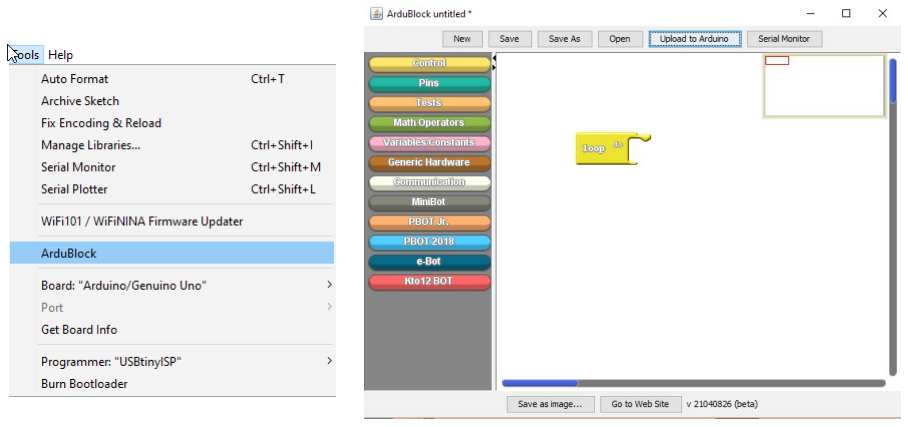 Tools Help
Auto Format Ctrl+T
Archive Sketch
Fix Encoding & Reload
Manage Libraries... Ctrl+Shift+I
Serial Monitor Ctrl+Shift+M
Serial Plotter Ctrl+Shift+L
WiFi101 / WiFiNINA Firmware Updater
ArduBlock
Board: "Arduino/Genuino Uno"
Port
Get Board Info
Programmer: "USBtinyISP"
Burn Bootloader
ArduBlock untitled *
New Save Save As Open Upload to Arduino Serial Monitor
Control
Pins
Tests
Math Operators
Variables/Constants
Generic Hardware
Communication
MiniBot
PBOT Jr.
PBOT 2018
e-Bot
Kto12 BOT
loop do
Save as image... Go to Web Site v 21040826 (beta)